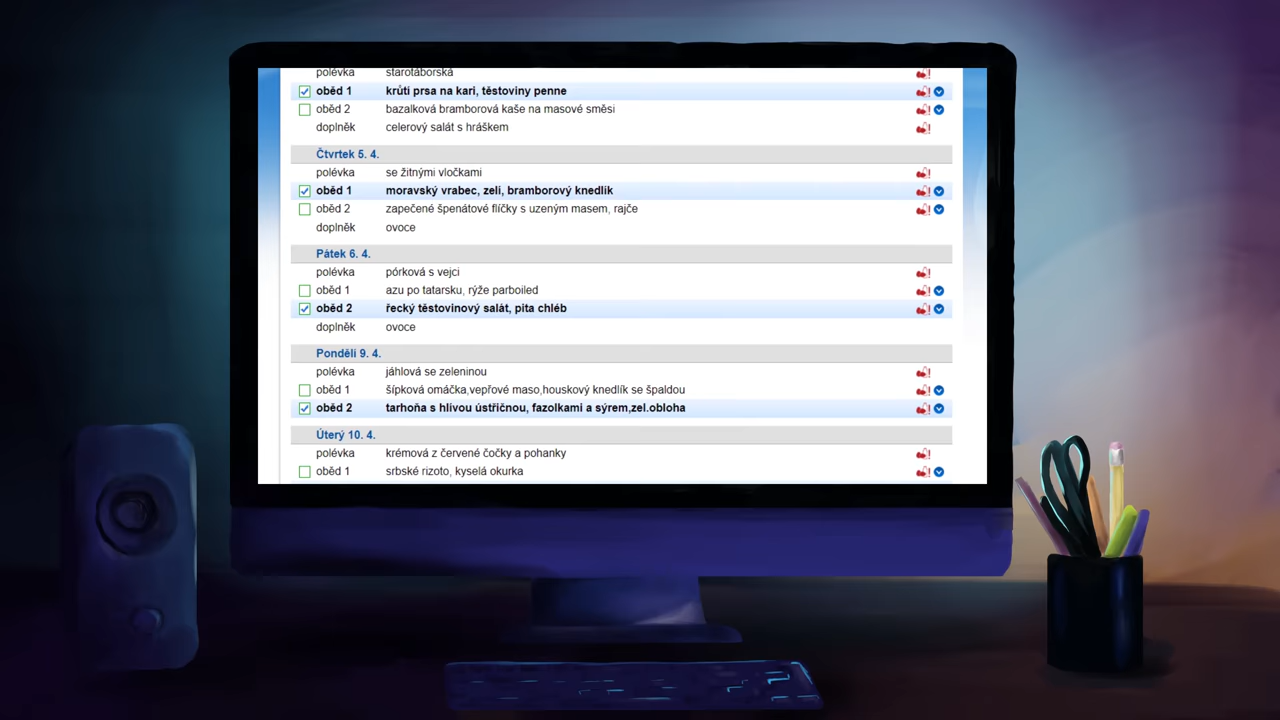 polévka starotáborská
oběd 1 krůtí prsa na kari, těstoviny penne
oběd 2 bazalková bramborová kaše na masové směsi
doplněk celerový salát s hráškem
Čtvrtek 5. 4.
polévka se žitnými vločkami
oběd 1 moravský vrabec, zelí, bramborový knedlík
oběd 2 zapečené špenátové flíčky s uzeným masem, rajče
doplněk ovoce
Pátek 6. 4.
polévka pórková s vejci
oběd 1 azu po tatarsku, rýže parboiled
oběd 2 řecký těstovinový salát, pita chléb
doplněk ovoce
Pondělí 9. 4.
polévka jáhlová se zeleninou
oběd 1 šípková omáčka,vepřové maso,houskový knedlík se špaldou
oběd 2 tarhoňa s hlívou ústřičnou, fazolkami a sýrem,zel.obloha
Úterý 10. 4.
polévka krémová z červené čočky a pohanky
oběd 1 srbské rizoto, kyselá okurka